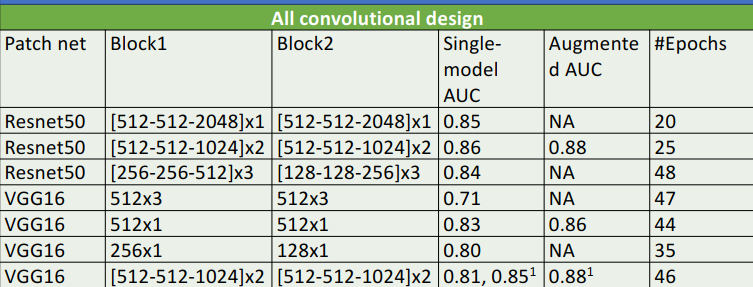 All convolutional design
Patch net Block1 Block2 Single-model AUC Augmented AUC #Epochs
Resnet50 [512-512-2048]x1 [512-512-2048]x1 0.85 NA 20
Resnet50 [512-512-1024]x2 [512-512-1024]x2 0.86 0.88 25
Resnet50 [256-256-512]x3 [128-128-256]x3 0.84 NA 48
VGG16 512x3 512x3 0.71 NA 47
VGG16 512x1 512x1 0.83 0.86 44
VGG16 256x1 128x1 0.80 NA 35
VGG16 [512-512-1024]x2 [512-512-1024]x2 0.81, 0.85¹ 0.88¹ 46